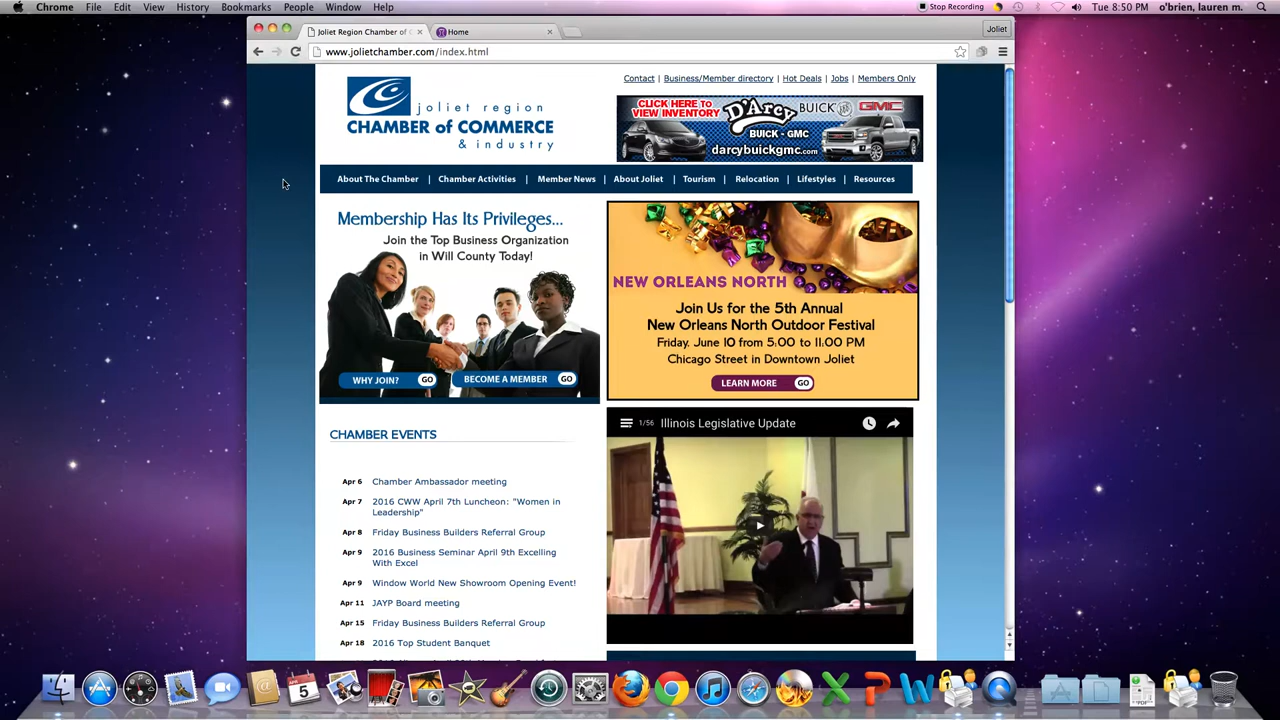 Chrome File Edit View History Bookmarks People Window Help Stop Recording Tue 8:50 PM o'brien, lauren m.
Joliet Region Chamber of C Home Joliet
www.jolietchamber.com/index.html
Contact | Business/Member directory | Hot Deals | Jobs | Members Only
joliet region
CHAMBER of COMMERCE
& industry
CLICK HERE TO
VIEW INVENTORY
D'ARCY
BUICK GMC
BUICK - GMC
darcybuickgmc.com
About The Chamber | Chamber Activities | Member News | About Joliet | Tourism | Relocation | Lifestyles | Resources
Membership Has Its Privileges...
Join the Top Business Organization
in Will County Today!
WHY JOIN? GO BECOME A MEMBER GO
NEW ORLEANS NORTH
Join Us for the 5th Annual
New Orleans North Outdoor Festival
Friday, June 10 from 5:00 to 11:00 PM
Chicago Street in Downtown Joliet
LEARN MORE GO
CHAMBER EVENTS
Apr 6 Chamber Ambassador meeting
Apr 7 2016 CWW April 7th Luncheon: "Women in
Leadership"
Apr 8 Friday Business Builders Referral Group
Apr 9 2016 Business Seminar April 9th Excelling
With Excel
Apr 9 Window World New Showroom Opening Event!
Apr 11 JAYP Board meeting
Apr 15 Friday Business Builders Referral Group
Apr 18 2016 Top Student Banquet
1/56 Illinois Legislative Update
5